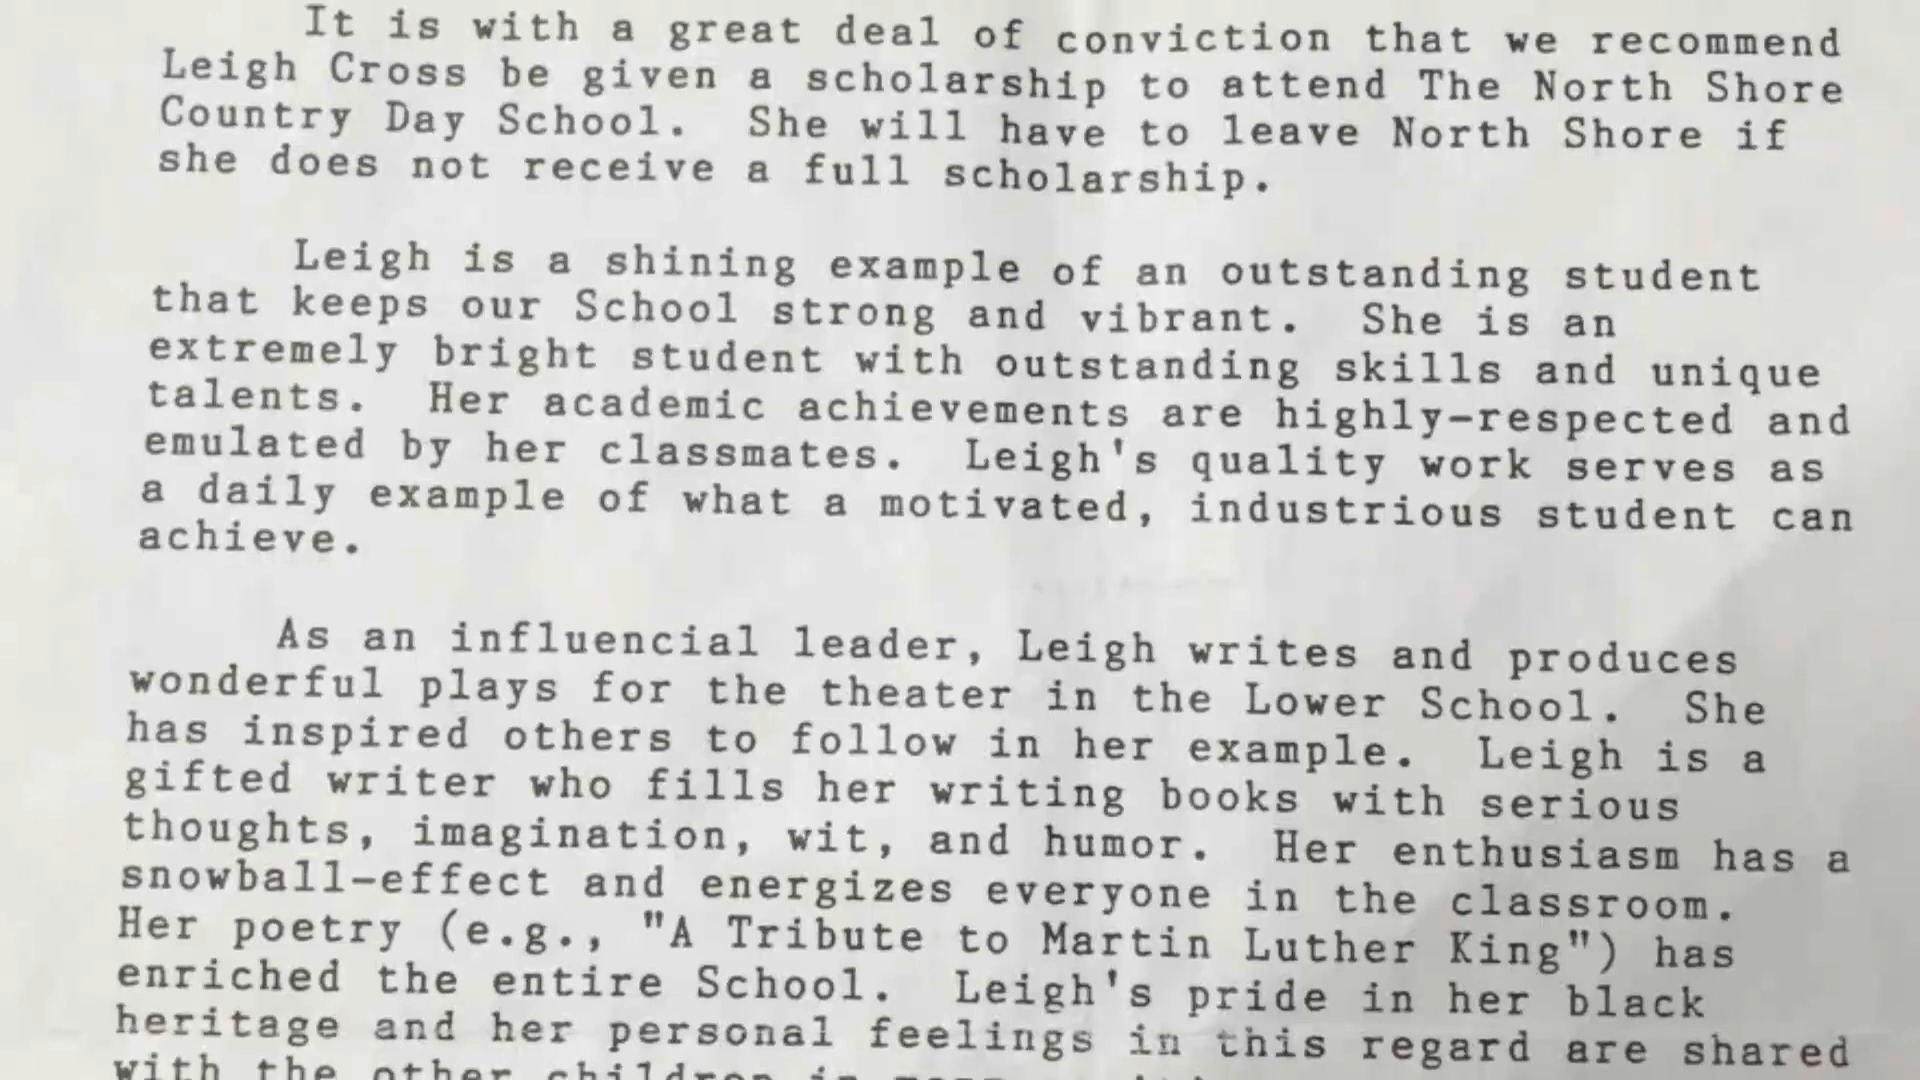 It is with a great deal of conviction that we recommend
Leigh Cross be given a scholarship to attend The North Shore
Country Day School. She will have to leave North Shore if
she does not receive a full scholarship.
Leigh is a shining example of an outstanding student
that keeps our School strong and vibrant. She is an
extremely bright student with outstanding skills and unique
talents. Her academic achievements are highly-respected and
emulated by her classmates. Leigh's quality work serves as
a daily example of what a motivated, industrious student can
achieve.
As an influencial leader, Leigh writes and produces
wonderful plays for the theater in the Lower School. She
has inspired others to follow in her example. Leigh is a
gifted writer who fills her writing books with serious
thoughts, imagination, wit, and humor. Her enthusiasm has a
snowball-effect and energizes everyone in the classroom.
Her poetry (e.g., "A Tribute to Martin Luther King") has
enriched the entire School. Leigh's pride in her black
heritage and her personal feelings in this regard are shared
with the other children in